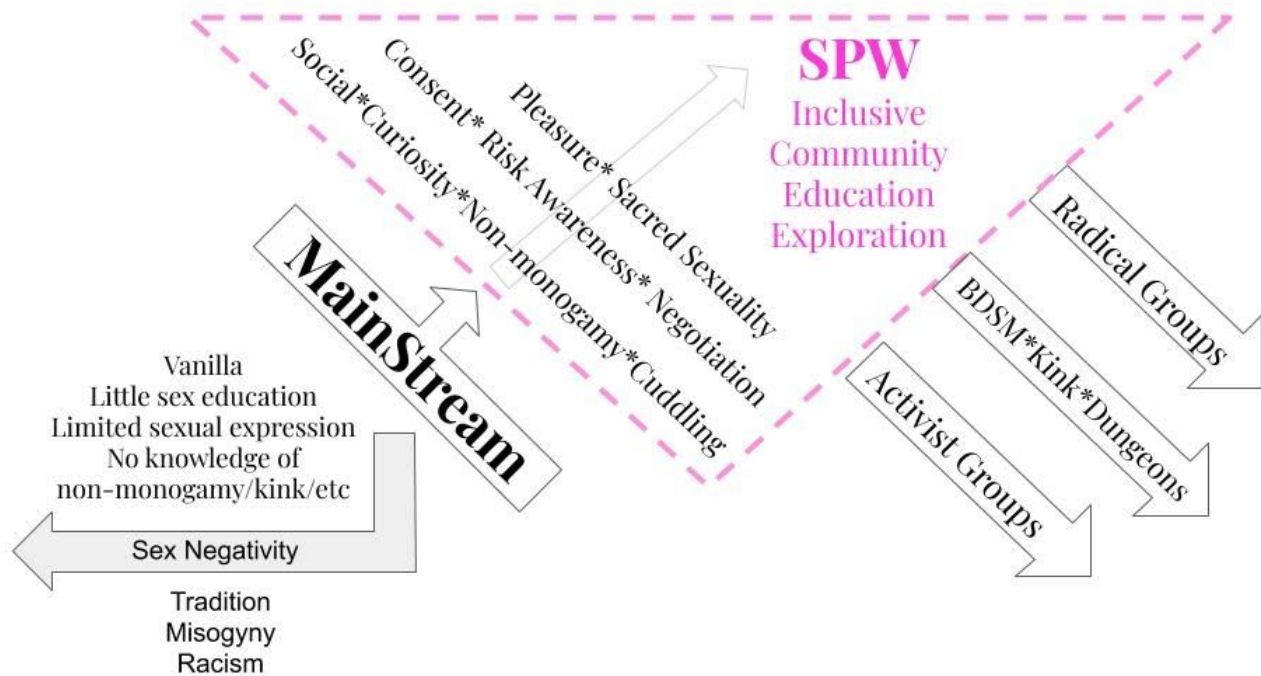 SPW
Inclusive
Community
Education
Exploration
Pleasure*Sacred Sexuality
Consent* Risk Awareness* Negotiation
Social*Curiosity*Non-monogamy*Cuddling
MainStream
Radical Groups
BDSM*Kink*Dungeons
Activist Groups
Vanilla
Little sex education
Limited sexual expression
No knowledge of
non-monogamy/kink/etc
Sex Negativity
Tradition
Misogyny
Racism